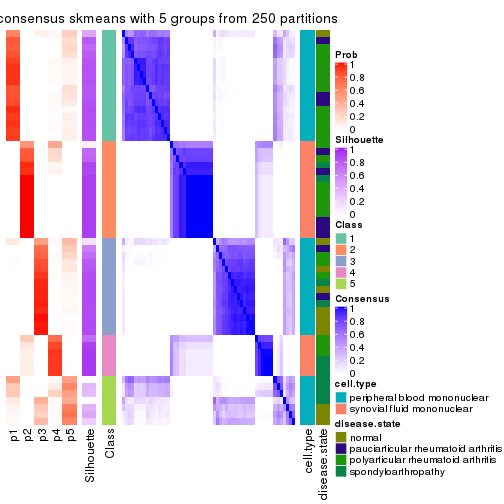 consensus skmeans with 5 groups from 250 partitions
Prob
1
0.8
0.6
0.4
0.2
0
Silhouette
1
0.8
0.6
0.4
0.2
0
Class
1
2
3
4
5
Consensus
1
0.8
0.6
0.4
0.2
0
cell.type
peripheral blood mononuclear
synovial fluid mononuclear
disease.state
normal
pauciarticular rheumatoid arthritis
polyarticular rheumatoid arthritis
spondyloarthropathy
p1
p2
p3
p4
p5
Silhouette
Class
cell.type
disease.state